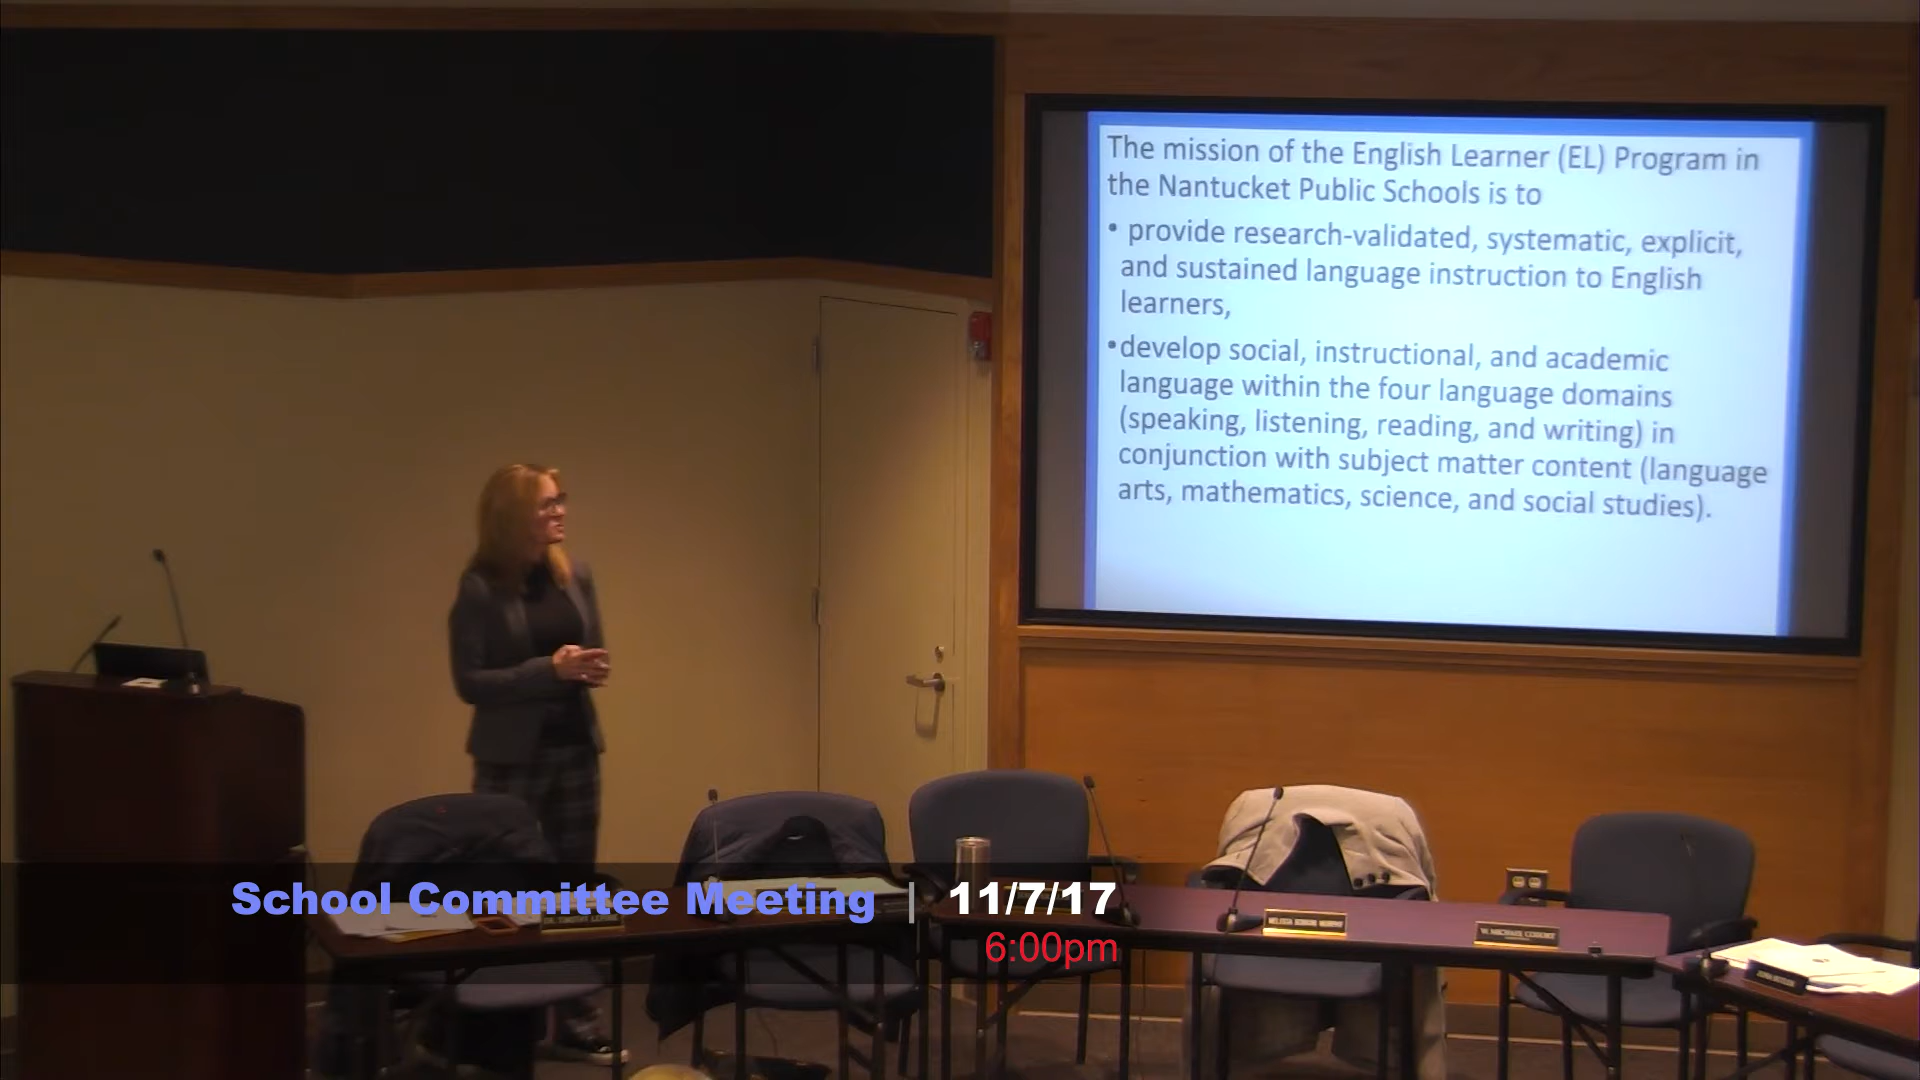 The mission of the English Learner (EL) Program in
the Nantucket Public Schools is to
• provide research-validated, systematic, explicit,
and sustained language instruction to English
learners,
• develop social, instructional, and academic
language within the four language domains
(speaking, listening, reading, and writing) in
conjunction with subject matter content (language
arts, mathematics, science, and social studies).
School Committee Meeting | 11/7/17
6:00pm
W. MICHAEL COZORT